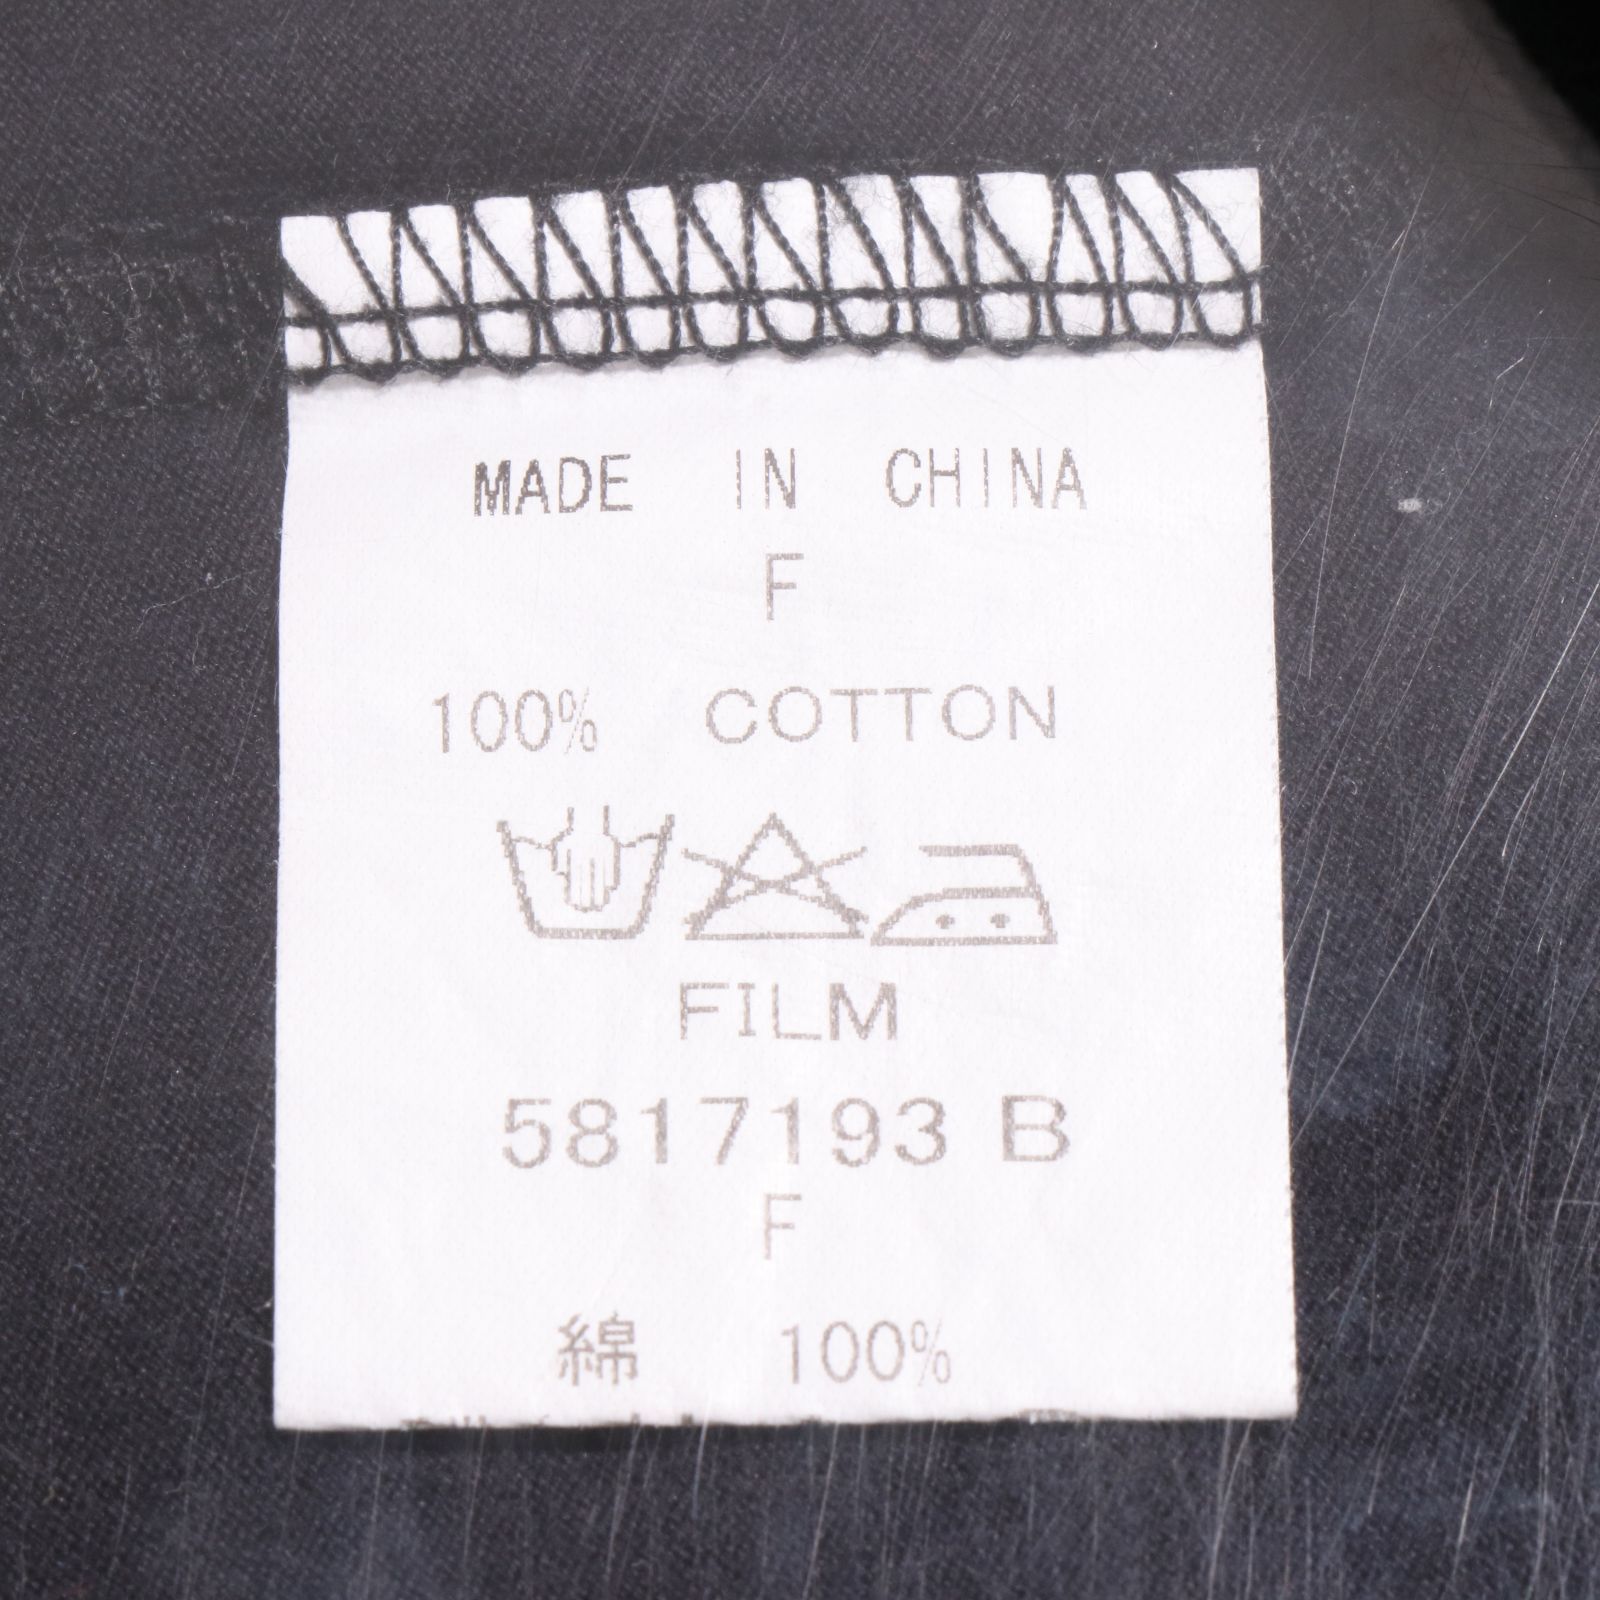 MADE IN CHINA
F
100% COTTON
FILM
5817193 B
F
綿 100%